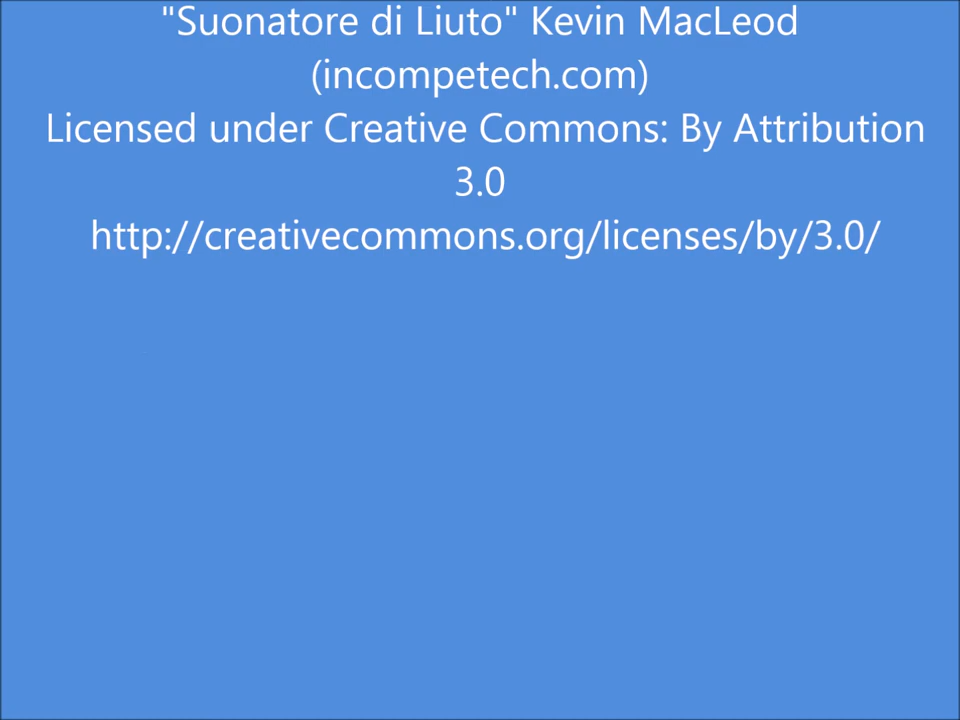 "Suonatore di Liuto" Kevin MacLeod
(incompetech.com)
Licensed under Creative Commons: By Attribution
3.0
http://creativecommons.org/licenses/by/3.0/